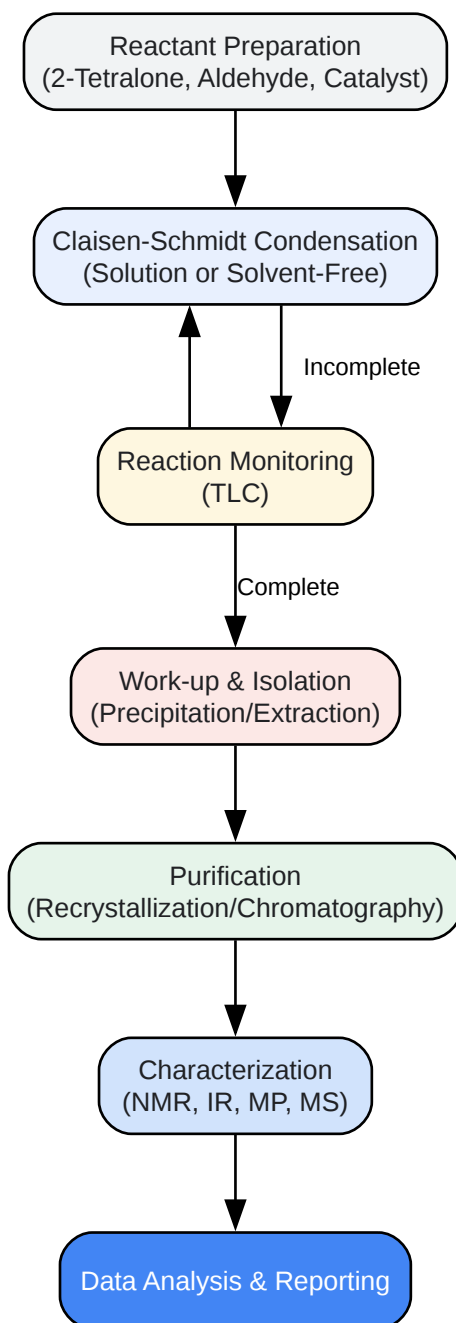 Reactant Preparation
(2-Tetralone, Aldehyde, Catalyst)
Claisen-Schmidt Condensation
(Solution or Solvent-Free)
Incomplete
Reaction Monitoring
(TLC)
Complete
Work-up & Isolation
(Precipitation/Extraction)
Purification
(Recrystallization/Chromatography)
Characterization
(NMR, IR, MP, MS)
Data Analysis & Reporting